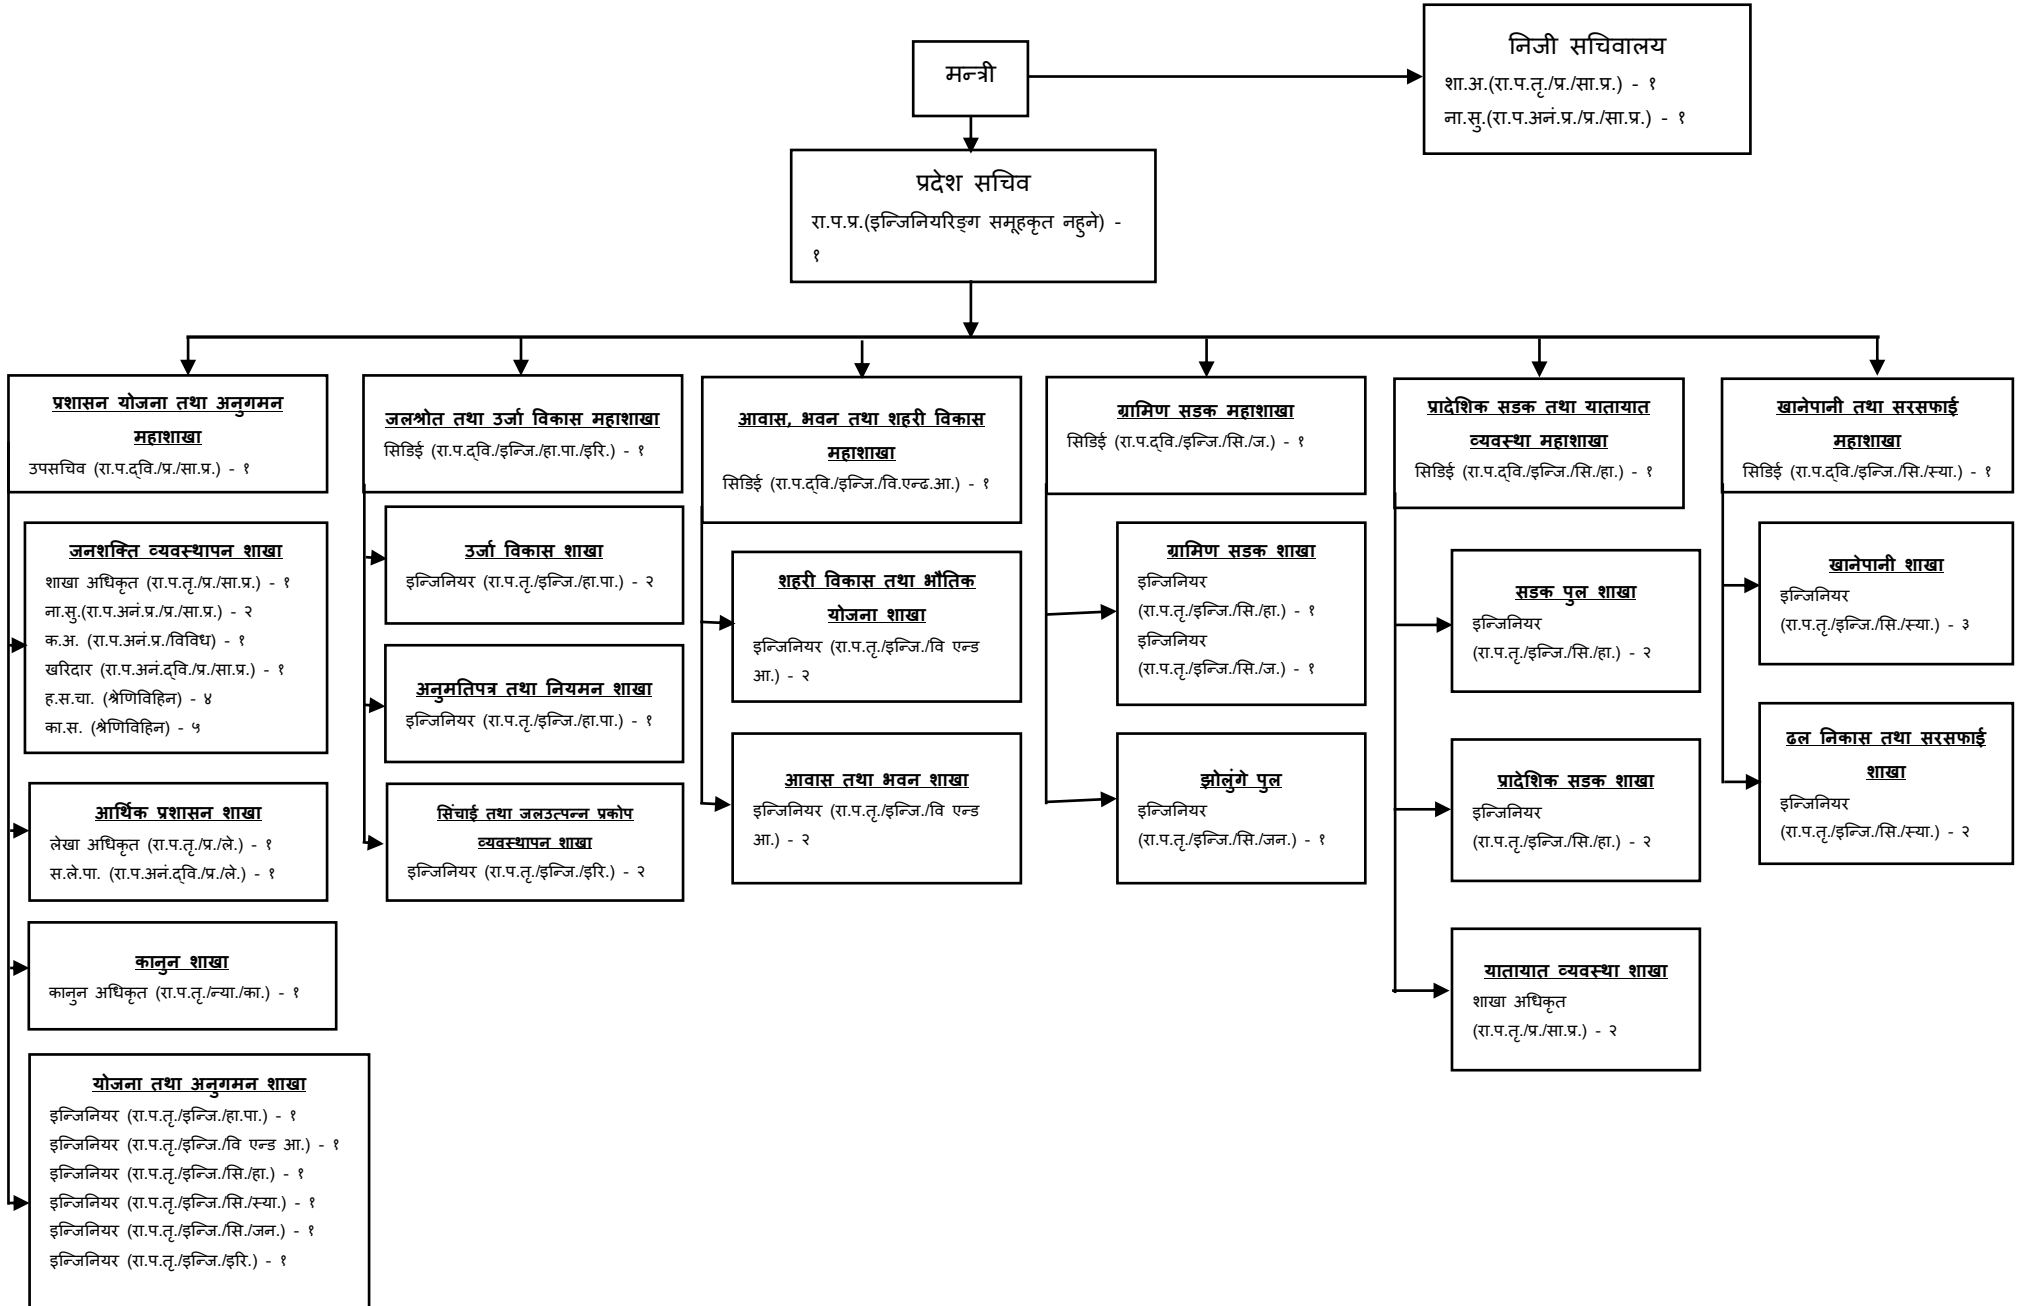 मन्त्री
निजी सचिवालय
शा.अ.(रा.प.तृ./प्र./सा.प्र.) - १
ना.सु.(रा.प.अनं.प्र./प्र./सा.प्र.) - १
प्रदेश सचिव
रा.प.प्र.(इन्जिनियरिङ्ग समूहकृत नहुने) -
१
प्रशासन योजना तथा अनुगमन
महाशाखा
उपसचिव (रा.प.द्वि./प्र./सा.प्र.) - १
जनशक्ति व्यवस्थापन शाखा
शाखा अधिकृत (रा.प.तृ./प्र./सा.प्र.) - १
ना.सु.(रा.प.अनं.प्र./प्र./सा.प्र.) - २
क.अ. (रा.प.अनं.प्र./विविध) - १
खरिदार (रा.प.अनं.द्वि./प्र./सा.प्र.) - १
ह.स.चा. (श्रेणिविहिन) - ४
का.स. (श्रेणिविहिन) - ५
आर्थिक प्रशासन शाखा
लेखा अधिकृत (रा.प.तृ./प्र./ले.) - १
स.ले.पा. (रा.प.अनं.द्वि./प्र./ले.) - १
कानुन शाखा
कानुन अधिकृत (रा.प.तृ./न्या./का.) - १
योजना तथा अनुगमन शाखा
इन्जिनियर (रा.प.तृ./इन्जि./हा.पा.) - १
इन्जिनियर (रा.प.तृ./इन्जि./वि एन्ड आ.) - १
इन्जिनियर (रा.प.तृ./इन्जि./सि./हा.) - १
इन्जिनियर (रा.प.तृ./इन्जि./सि./स्या.) - १
इन्जिनियर (रा.प.तृ./इन्जि./सि./जन.) - १
इन्जिनियर (रा.प.तृ./इन्जि./इरि.) - १
जलश्रोत तथा उर्जा विकास महाशाखा
सिडिई (रा.प.द्वि./इन्जि./हा.पा./इरि.) - १
उर्जा विकास शाखा
इन्जिनियर (रा.प.तृ./इन्जि./हा.पा.) - २
अनुमतिपत्र तथा नियमन शाखा
इन्जिनियर (रा.प.तृ./इन्जि./हा.पा.) - १
सिंचाई तथा जलउत्पन्न प्रकोप
व्यवस्थापन शाखा
इन्जिनियर (रा.प.तृ./इन्जि./इरि.) - २
आवास, भवन तथा शहरी विकास
महाशाखा
सिडिई (रा.प.द्वि./इन्जि./वि.एन्ढ.आ.) - १
शहरी विकास तथा भौतिक
योजना शाखा
इन्जिनियर (रा.प.तृ./इन्जि./वि एन्ड
आ.) - २
आवास तथा भवन शाखा
इन्जिनियर (रा.प.तृ./इन्जि./वि एन्ड
आ.) - २
ग्रामिण सडक महाशाखा
सिडिई (रा.प.द्वि./इन्जि./सि./ज.) - १
ग्रामिण सडक शाखा
इन्जिनियर
(रा.प.तृ./इन्जि./सि./हा.) - १
इन्जिनियर
(रा.प.तृ./इन्जि./सि./ज.) - १
झोलुंगे पुल
इन्जिनियर
(रा.प.तृ./इन्जि./सि./जन.) - १
प्रादेशिक सडक तथा यातायात
व्यवस्था महाशाखा
सिडिई (रा.प.द्वि./इन्जि./सि./हा.) - १
सडक पुल शाखा
इन्जिनियर
(रा.प.तृ./इन्जि./सि./हा.) - २
प्रादेशिक सडक शाखा
इन्जिनियर
(रा.प.तृ./इन्जि./सि./हा.) - २
यातायात व्यवस्था शाखा
शाखा अधिकृत
(रा.प.तृ./प्र./सा.प्र.) - २
खानेपानी तथा सरसफाई
महाशाखा
सिडिई (रा.प.द्वि./इन्जि./सि./स्या.) - १
खानेपानी शाखा
इन्जिनियर
(रा.प.तृ./इन्जि./सि./स्या.) - ३
ढल निकास तथा सरसफाई
शाखा
इन्जिनियर
(रा.प.तृ./इन्जि./सि./स्या.) - २